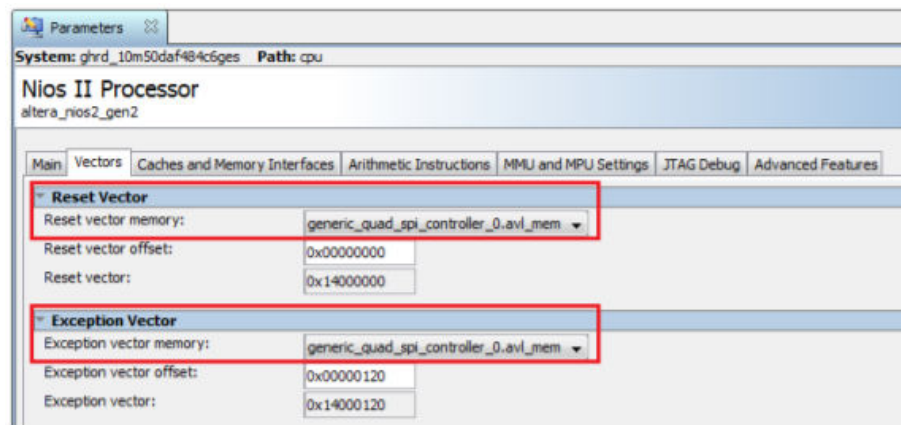 Parameters
System: ghrd_10m50daf484c6ges Path: cpu
Nios II Processor
altera_nios2_gen2
Main Vectors Caches and Memory Interfaces Arithmetic Instructions MMU and MPU Settings JTAG Debug Advanced Features
Reset Vector
Reset vector memory: generic_quad_spi_controller_0.avl_mem
Reset vector offset: 0x00000000
Reset vector: 0x14000000
Exception Vector
Exception vector memory: generic_quad_spi_controller_0.avl_mem
Exception vector offset: 0x00000120
Exception vector: 0x14000120